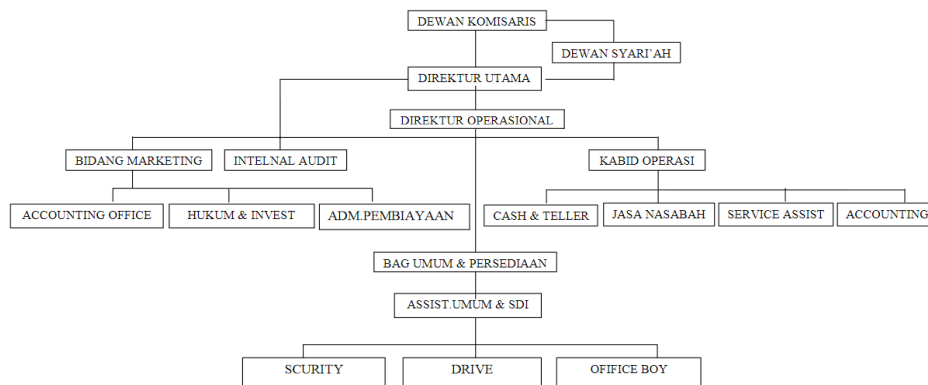 DEWAN KOMISARIS
DEWAN SYARI'AH
DIREKTUR UTAMA
DIREKTUR OPERASIONAL
BIDANG MARKETING
INTELNAL AUDIT
KABID OPERASI
ACCOUNTING OFFICE
HUKUM & INVEST
ADM.PEMBIAYAAN
CASH & TELLER
JASA NASABAH
SERVICE ASSIST
ACCOUNTING
BAG UMUM & PERSEDIAAN
ASSIST.UMUM & SDI
SCURITY
DRIVE
OFIFICE BOY